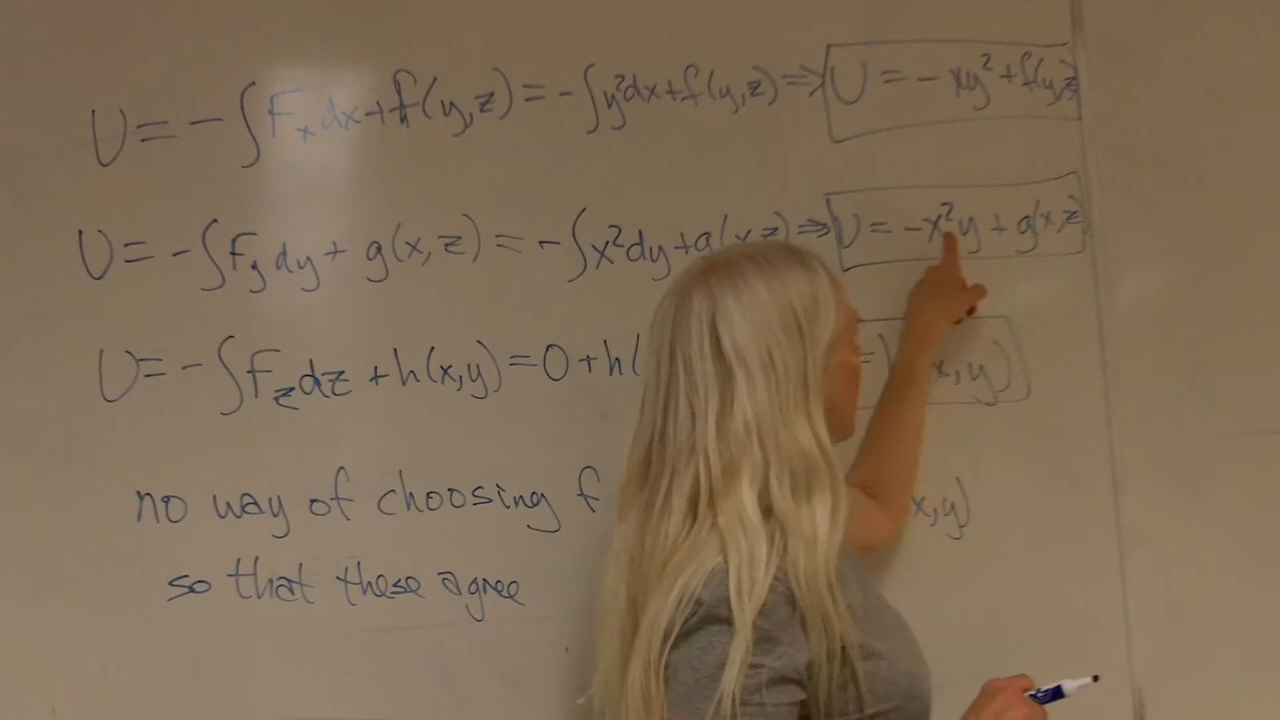 U = -∫F_x dx + f(y,z) = -∫y²dx + f(y,z) ⇒ U = -xy² + f(y,z
U = -∫F_y dy + g(x,z) = -∫x²dy + g(x,z) ⇒ U = -x²y + g(x,z
U = -∫F_z dz + h(x,y) = 0 + h( = x,y)
no way of choosing f x,y)
so that these agree